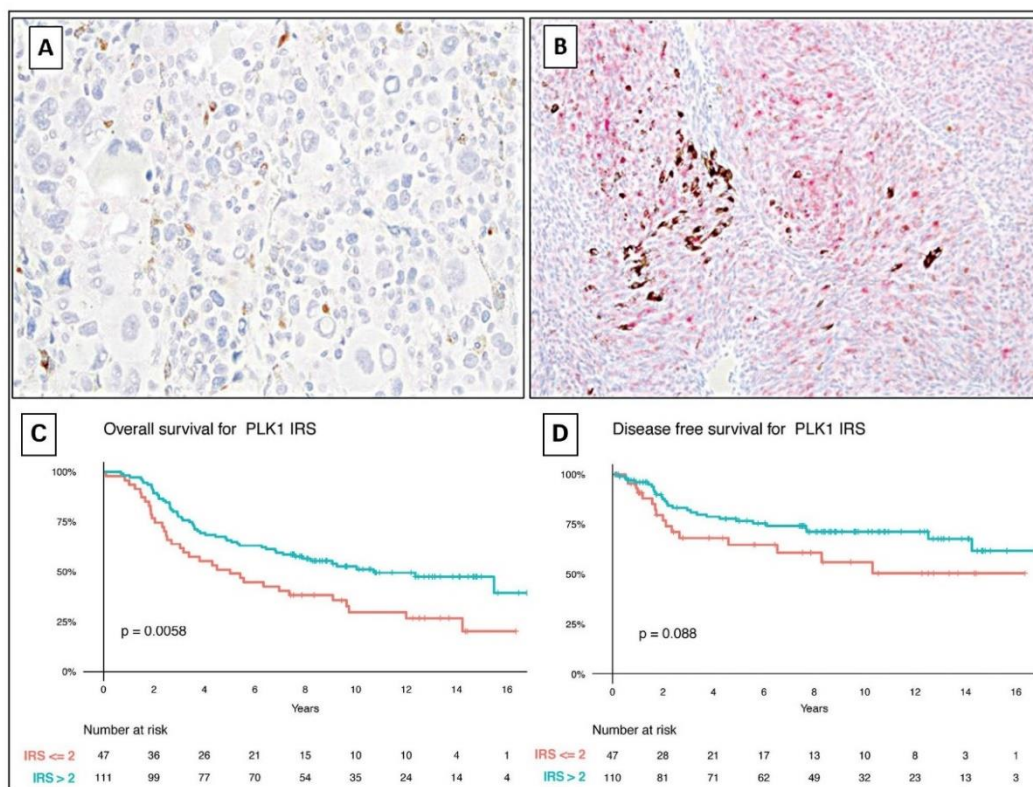 A
B
C
Overall survival for PLK1 IRS
100%
75%
50%
25%
0%
p = 0.0058
0 2 4 6 8 10 12 14 16
Years
Number at risk
IRS <= 2 47 36 26 21 15 10 10 4 1
IRS > 2 111 99 77 70 54 35 24 14 4
D
Disease free survival for PLK1 IRS
100%
75%
50%
25%
0%
p = 0.088
0 2 4 6 8 10 12 14 16
Years
Number at risk
IRS <= 2 47 28 21 17 13 10 8 3 1
IRS > 2 110 81 71 62 49 32 23 13 3